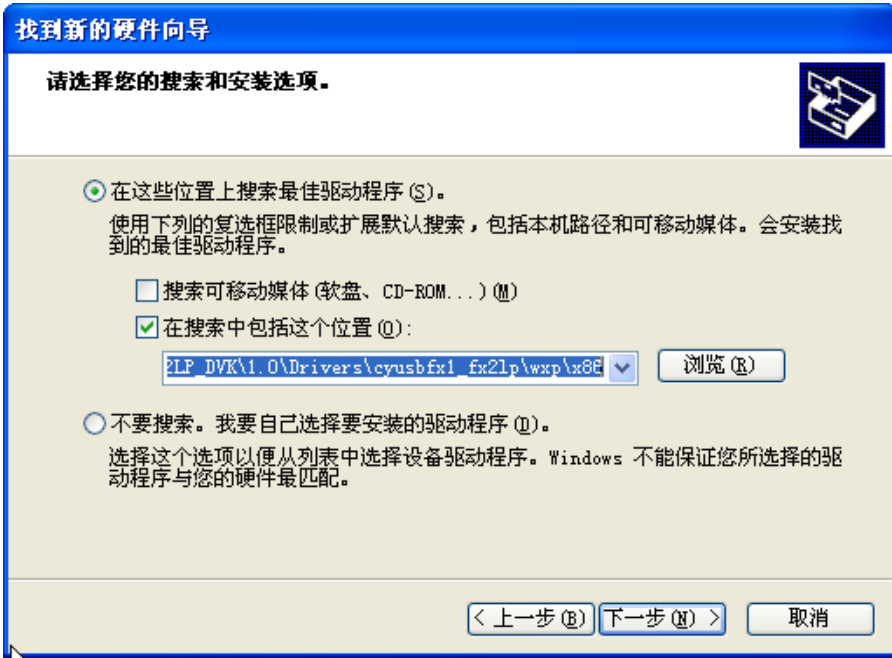 找到新的硬件向导
请选择您的搜索和安装选项。
在这些位置上搜索最佳驱动程序(S)。
使用下列的复选框限制或扩展默认搜索，包括本机路径和可移动媒体。会安装找
到的最佳驱动程序。
搜索可移动媒体(软盘、CD-ROM...)(M)
在搜索中包括这个位置(O):
2LP_DVK\1.0\Drivers\cyusbfx1_fx2lp\wxp\x86
浏览(R)
不要搜索。我要自己选择要安装的驱动程序(D)。
选择这个选项以便从列表中选择设备驱动程序。Windows 不能保证您所选择的驱
动程序与您的硬件最匹配。
< 上一步(B) 下一步(N) > 取消